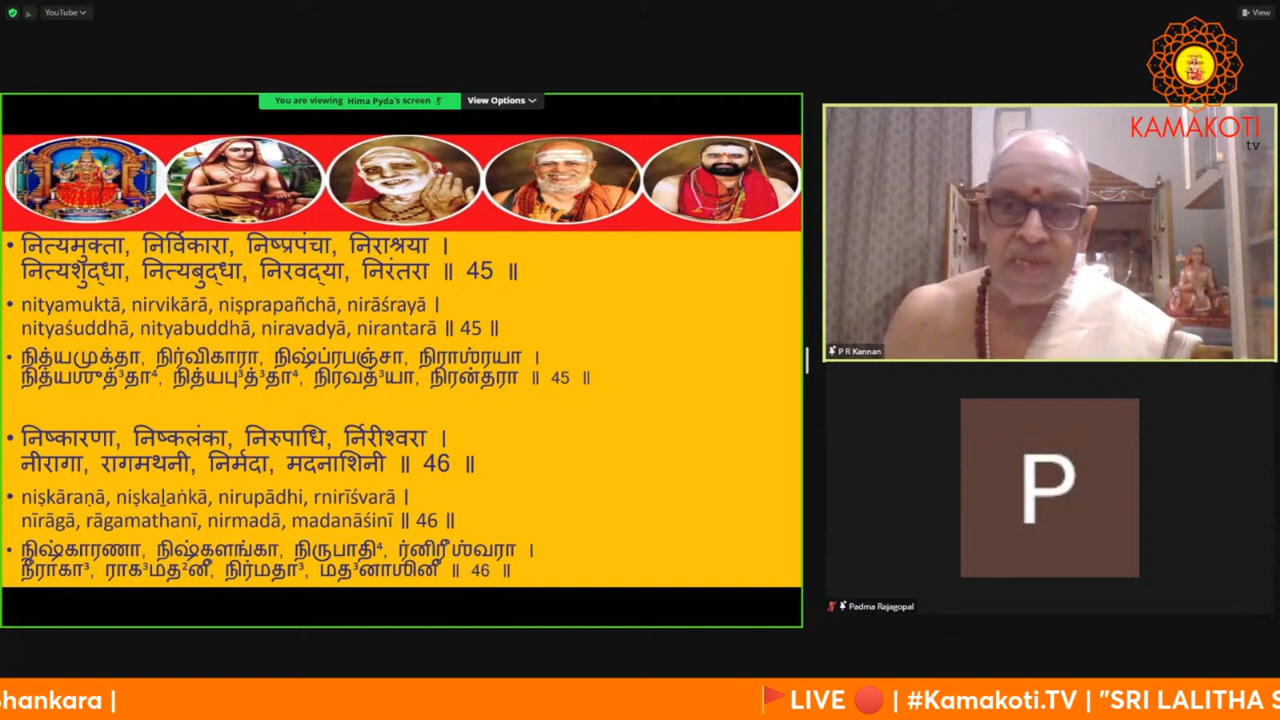 YouTube
View
You are viewing Hima Pyda's screen
View Options
KAMAKOTI
tv
• नित्यमुक्ता, निर्विकारा, निष्प्रपंचा, निराश्रया ।
नित्यशुद्धा, नित्यबुद्धा, निरवद्या, निरंतरा ॥ 45 ॥
• nityamuktā, nirvikārā, niṣprapañchā, nirāśrayā |
nityaśuddhā, nityabuddhā, niravadyā, nirantarā ‖ 45 ‖
• நித்யமுக்தா, நிர்விகாரா, நிஷ்ப்ரபஞ்சா, நிராஶ்ரயா ।
நித்யஶுத்³தா⁴, நித்யபு³த்³தா⁴, நிரவத்³யா, நிரன்தரா ॥ 45 ॥
• निष्कारणा, निष्कलंका, निरुपाधि, र्निरीश्वरा ।
नीरागा, रागमथनी, निर्मदा, मदनाशिनी ॥ 46 ॥
• niṣkāraṇā, niṣkaḻaṅkā, nirupādhi, rnirīśvarā |
nīrāgā, rāgamathanī, nirmadā, madanāśinī ‖ 46 ‖
• நிஷ்காரணா, நிஷ்களங்கா, நிருபாதி⁴, ர்னிரீஶ்வரா ।
நீராகா³, ராக³மத²னீ, நிர்மதா³, மத³னாஶினீ ॥ 46 ॥
P R Kannan
P
Padma Rajagopal
hankara |
LIVE | #Kamakoti.TV | "SRI LALITHA S